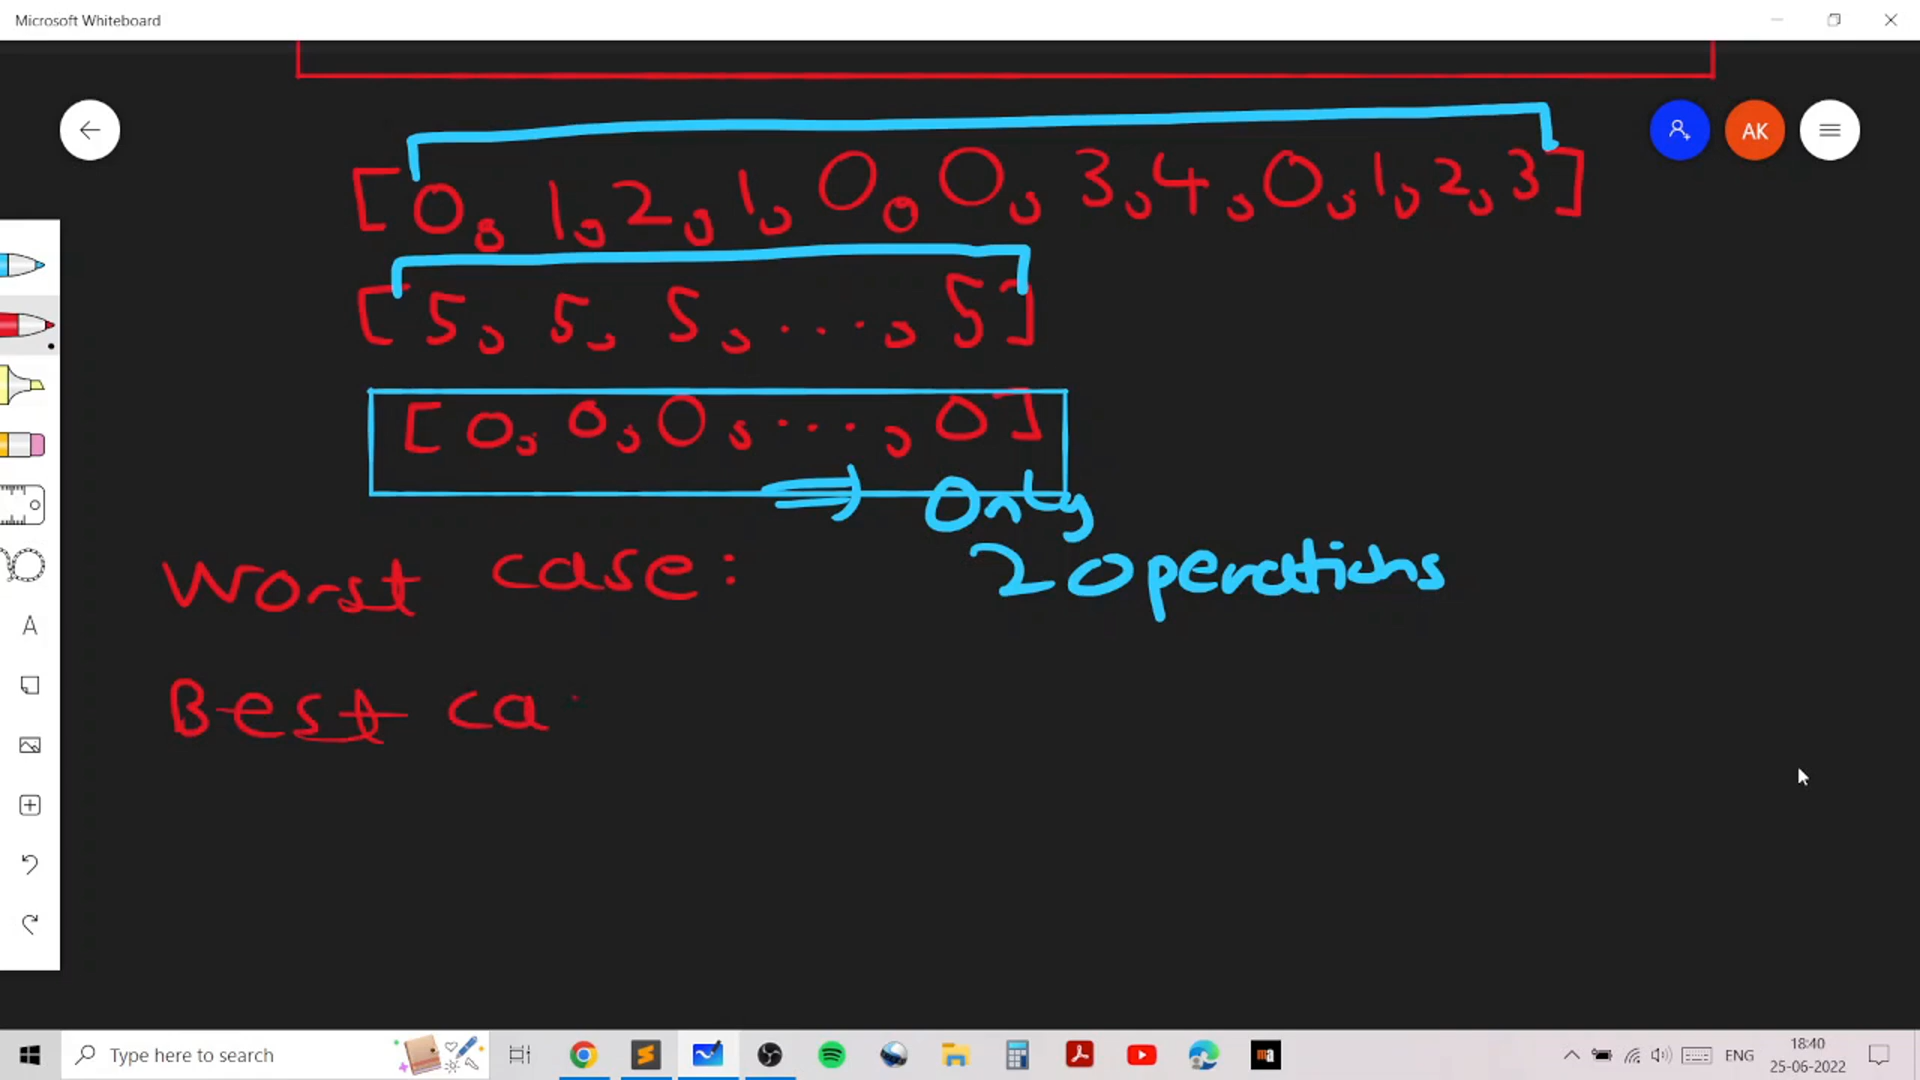 Microsoft Whiteboard
AK
[0, 1, 2, 1, 0, 0, 3, 4, 0, 1, 2, 3]
[5, 5, 5, ..., 5]
[0, 0, 0, ..., 0]
⇒ Only
2 operations
Worst case:
Best ca
A
Type here to search
ma
ENG
18:40
25-06-2022